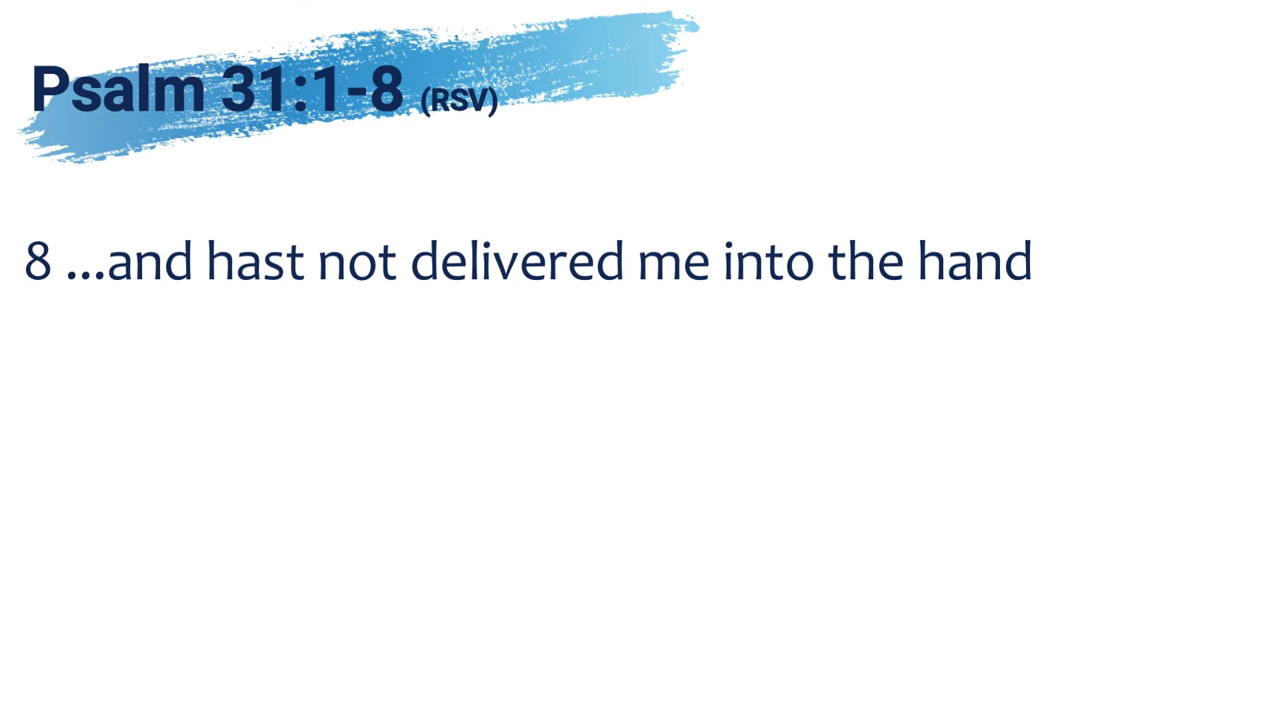 Psalm 31:1-8 (RSV)
8 ...and hast not delivered me into the hand